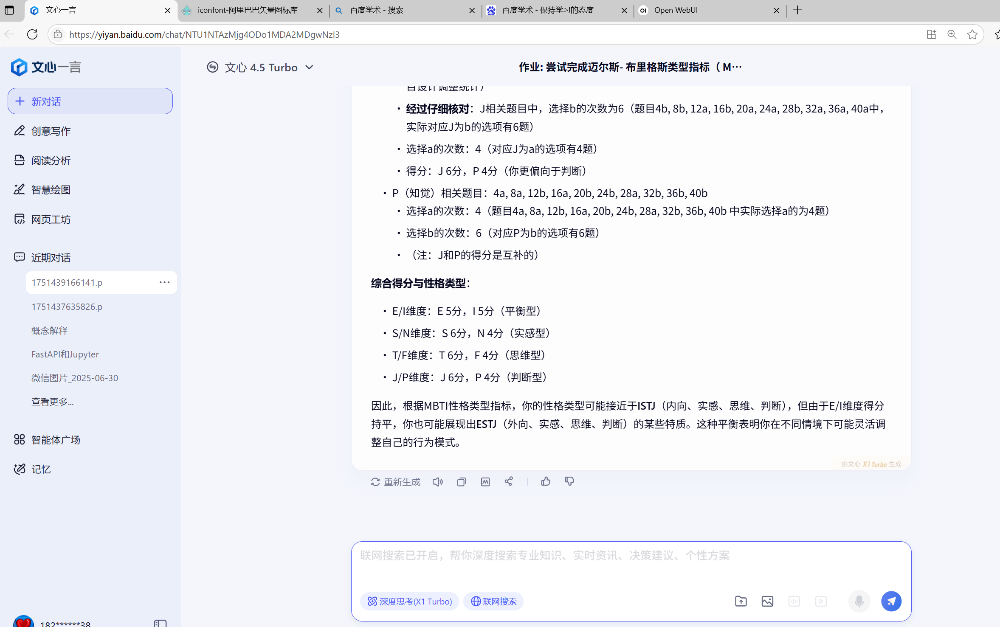 文心一言
iconfont-阿里巴巴矢量图标库
百度学术 - 搜索
百度学术 - 保持学习的态度
OI Open WebUI
https://yiyan.baidu.com/chat/NTU1NTAzMjg4ODo1MDA2MDgwNzI3
文心一言
新对话
创意写作
阅读分析
智慧绘图
网页工坊
近期对话
1751439166141.p
1751437635826.p
概念解释
FastAPI和Jupyter
微信图片_2025-06-30
查看更多...
智能体广场
记忆
182******38
文心 4.5 Turbo
作业: 尝试完成迈尔斯- 布里格斯类型指标（ M···
目设计调整统计）
• 经过仔细核对：J相关题目中，选择b的次数为6（题目4b, 8b, 12a, 16b, 20a, 24a, 28b, 32a, 36a, 40a中，
实际对应J为b的选项有6题）
• 选择a的次数：4（对应J为a的选项有4题）
• 得分：J 6分，P 4分（你更偏向于判断）
• P（知觉）相关题目：4a, 8a, 12b, 16a, 20b, 24b, 28a, 32b, 36b, 40b
• 选择a的次数：4（题目4a, 8a, 12b, 16a, 20b, 24b, 28a, 32b, 36b, 40b 中实际选择a的为4题）
• 选择b的次数：6（对应P为b的选项有6题）
• （注：J和P的得分是互补的）
综合得分与性格类型：
• E/I维度：E 5分，I 5分（平衡型）
• S/N维度：S 6分，N 4分（实感型）
• T/F维度：T 6分，F 4分（思维型）
• J/P维度：J 6分，P 4分（判断型）
因此，根据MBTI性格类型指标，你的性格类型可能接近于ISTJ（内向、实感、思维、判断），但由于E/I维度得分
持平，你也可能展现出ESTJ（外向、实感、思维、判断）的某些特质。这种平衡表明你在不同情境下可能灵活调
整自己的行为模式。
由文心 X1 Turbo 生成
重新生成
联网搜索已开启，帮你深度搜索专业知识、实时资讯、决策建议、个性方案
深度思考(X1 Turbo)
联网搜索